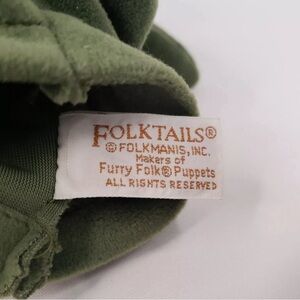 FOLKTAILS®
© FOLKMANIS, INC.
Makers of
Furry Folk® Puppets
ALL RIGHTS RESERVED